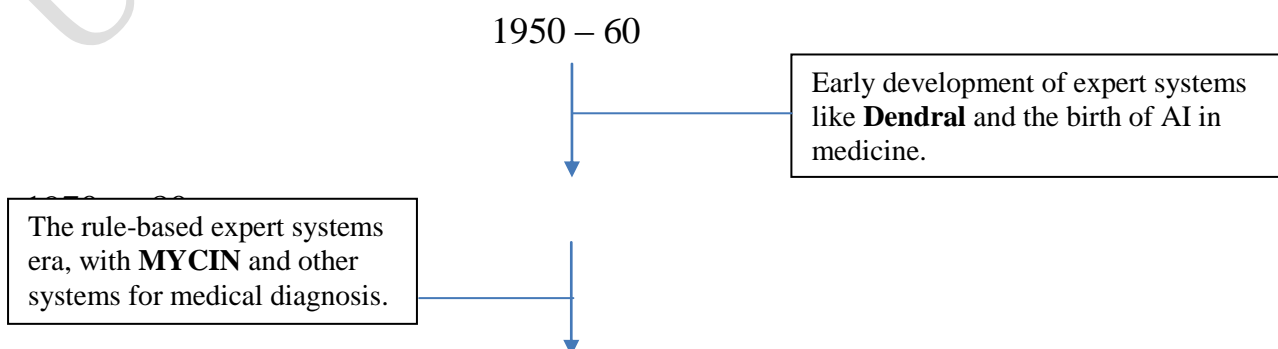 1950 – 60
Early development of expert systems
like Dendral and the birth of AI in
medicine.
The rule-based expert systems
era, with MYCIN and other
systems for medical diagnosis.